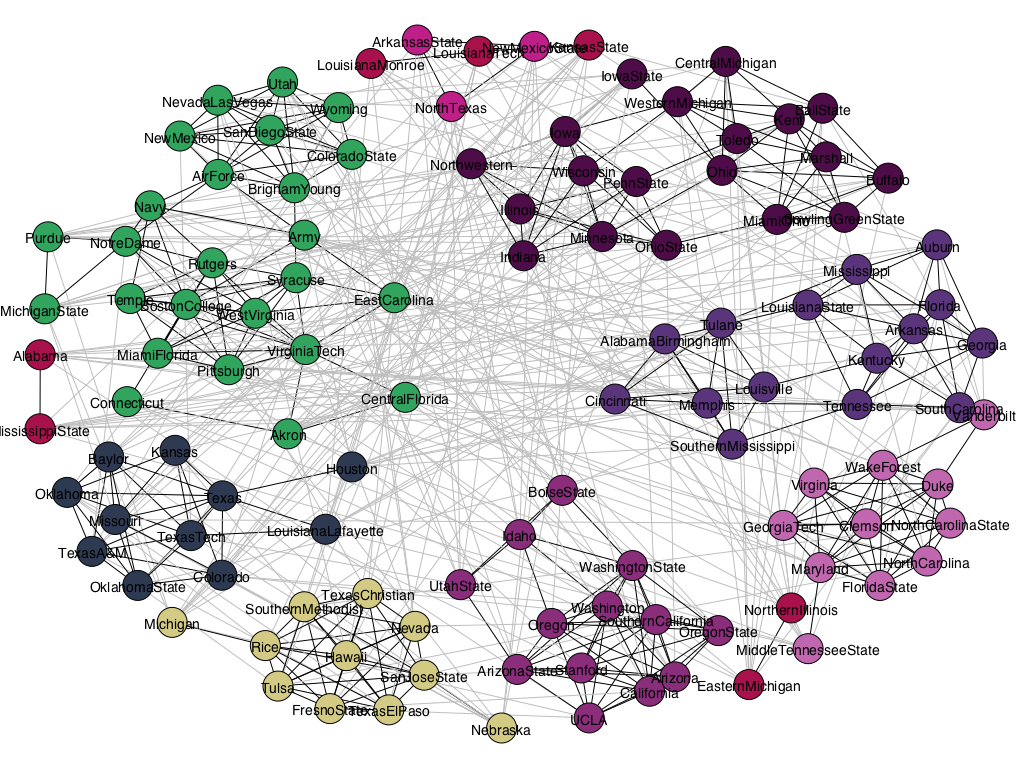 ArkansasState
LouisianaTech
NewMexicoState
KansasState
LouisianaMonroe
NorthTexas
IowaState
CentralMichigan
WesternMichigan
BallState
Kent
Toledo
Marshall
Ohio
Buffalo
MiamiOhio
BowlingGreenState
Iowa
Northwestern
Wisconsin
PennState
Illinois
Minnesota
OhioState
Indiana
Utah
NevadaLasVegas
Wyoming
NewMexico
SanDiegoState
ColoradoState
AirForce
BrighamYoung
Navy
Purdue
NotreDame
Army
Rutgers
Syracuse
MichiganState
Temple
BostonCollege
WestVirginia
EastCarolina
Alabama
MiamiFlorida
VirginiaTech
Pittsburgh
Connecticut
CentralFlorida
Akron
MississippiState
Auburn
Mississippi
LouisianaState
Florida
Tulane
Arkansas
AlabamaBirmingham
Georgia
Kentucky
Louisville
Cincinnati
Memphis
Tennessee
SouthCarolina
Vanderbilt
SouthernMississippi
Baylor
Kansas
Houston
Oklahoma
Texas
Missouri
TexasTech
LouisianaLafayette
TexasA&M
OklahomaState
Colorado
BoiseState
Idaho
WashingtonState
UtahState
WakeForest
Virginia
Duke
GeorgiaTech
Clemson
NorthCarolinaState
Maryland
NorthCarolina
FloridaState
NorthernIllinois
MiddleTennesseeState
EasternMichigan
TexasChristian
SouthernMethodist
Michigan
Nevada
Rice
Hawaii
Tulsa
SanJoseState
FresnoState
TexasElPaso
Nebraska
Washington
Oregon
SouthernCalifornia
OregonState
ArizonaState
Stanford
Arizona
California
UCLA